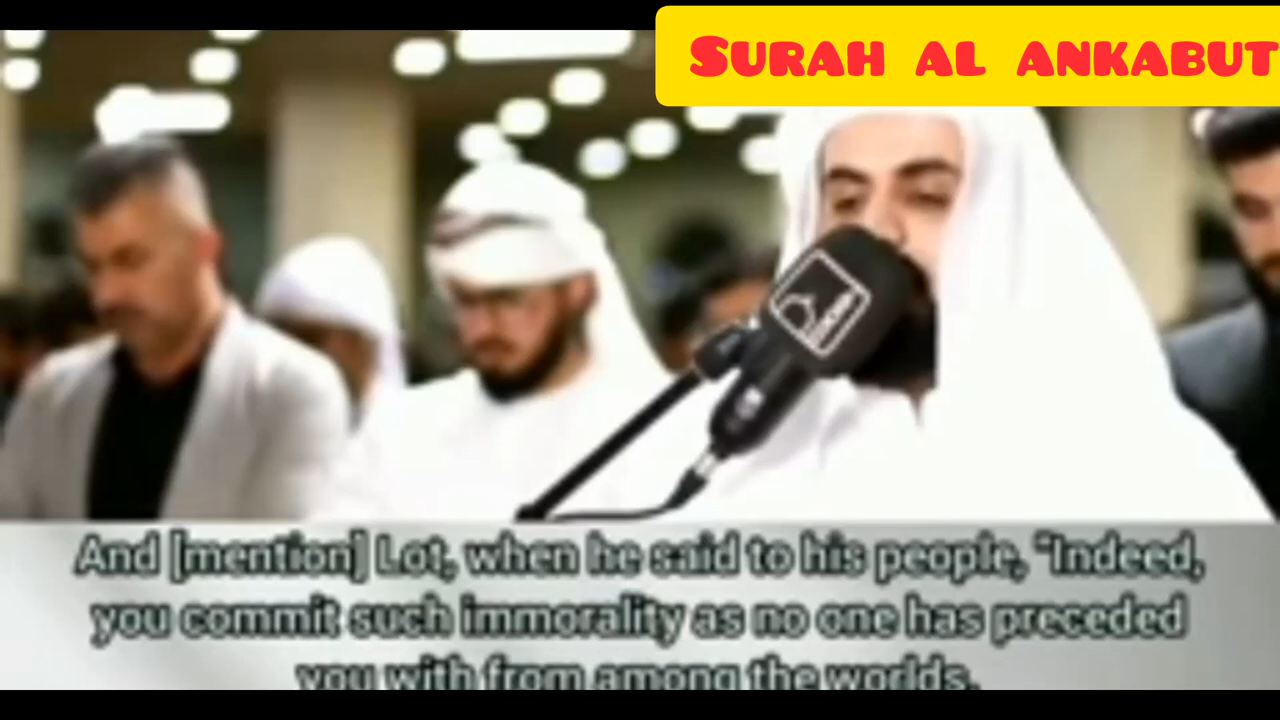 SURAH AL ANKABUT
And [mention] Lot, when he said to his people, "Indeed,
you commit such immorality as no one has preceded
you with from among the worlds.